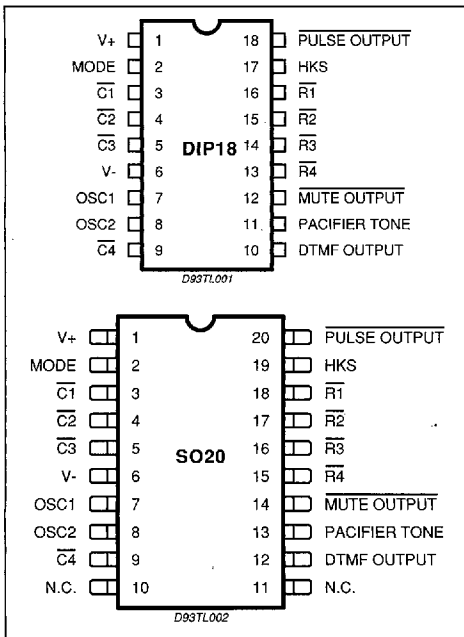 V+ 1 18 PULSE OUTPUT
MODE 2 17 HKS
C1 3 16 R1
C2 4 15 R2
C3 5 14 R3
DIP18
V- 6 13 R4
OSC1 7 12 MUTE OUTPUT
OSC2 8 11 PACIFIER TONE
C4 9 10 DTMF OUTPUT
D93TL001
V+ 1 20 PULSE OUTPUT
MODE 2 19 HKS
C1 3 18 R1
C2 4 17 R2
C3 5 16 R3
SO20
V- 6 15 R4
OSC1 7 14 MUTE OUTPUT
OSC2 8 13 PACIFIER TONE
C4 9 12 DTMF OUTPUT
N.C. 10 11 N.C.
D93TL002